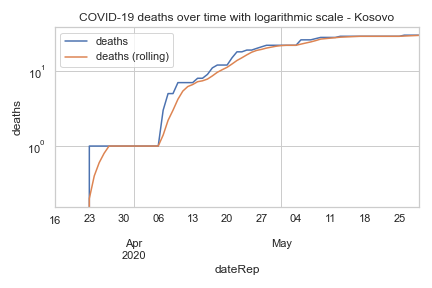 COVID-19 deaths over time with logarithmic scale - Kosovo
deaths
deaths (rolling)
deaths
10¹
10⁰
16 23 30 06 13 20 27 04 11 18 25
Apr May
2020
dateRep